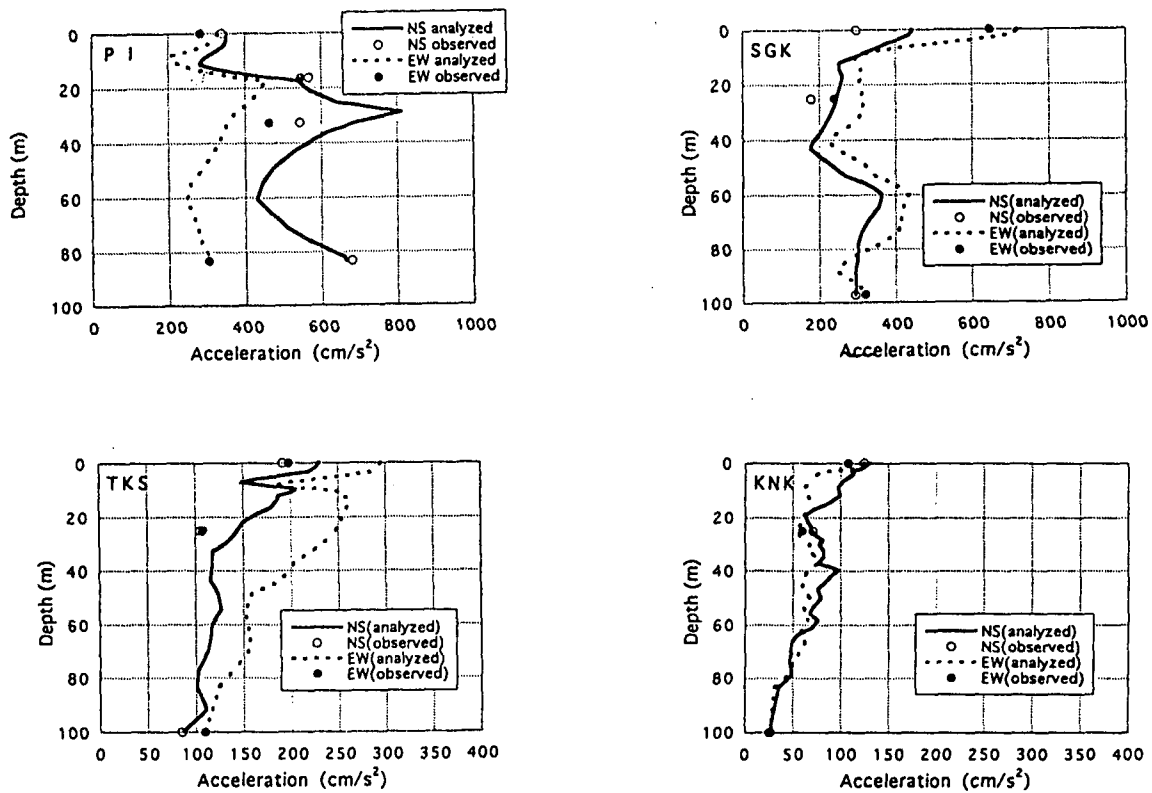 P I
NS analyzed
NS observed
EW analyzed
EW observed
0
20
40
60
80
100
Depth (m)
0 200 400 600 800 1000
Acceleration (cm/s²)
SGK
NS(analyzed)
NS(observed)
EW(analyzed)
EW(observed)
0
20
40
60
80
100
Depth (m)
0 200 400 600 800 1000
Acceleration (cm/s²)
TKS
NS(analyzed)
NS(observed)
EW(analyzed)
EW(observed)
0
20
40
60
80
100
Depth (m)
0 50 100 150 200 250 300 350 400
Acceleration (cm/s²)
KNK
NS(analyzed)
NS(observed)
EW(analyzed)
EW(observed)
0
20
40
60
80
100
Depth (m)
0 50 100 150 200 250 300 350 400
Acceleration (cm/s²)